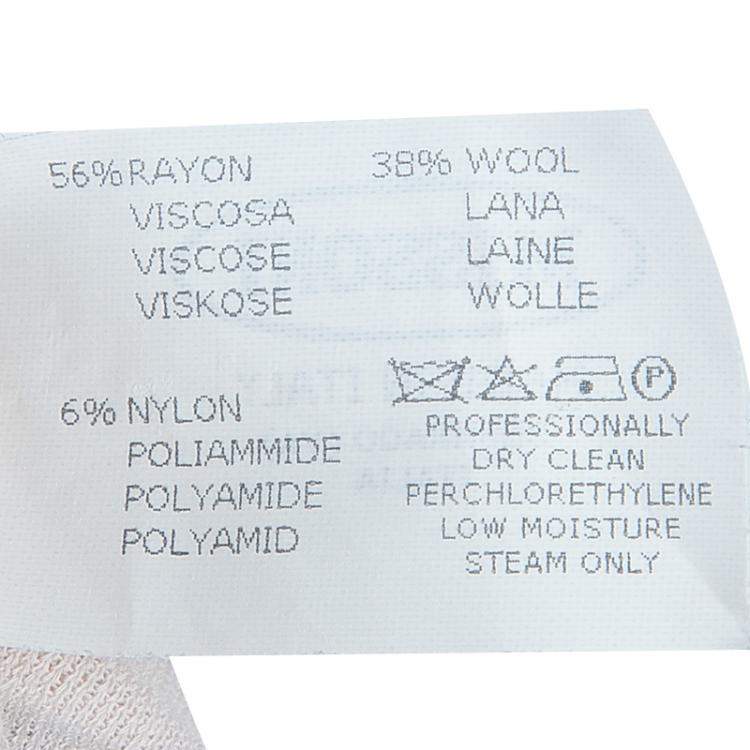 56% RAYON
VISCOSA
VISCOSE
VISKOSE
38% WOOL
LANA
LAINE
WOLLE
6% NYLON
POLIAMMIDE
POLYAMIDE
POLYAMID
P
PROFESSIONALLY
DRY CLEAN
PERCHLORETHYLENE
LOW MOISTURE
STEAM ONLY